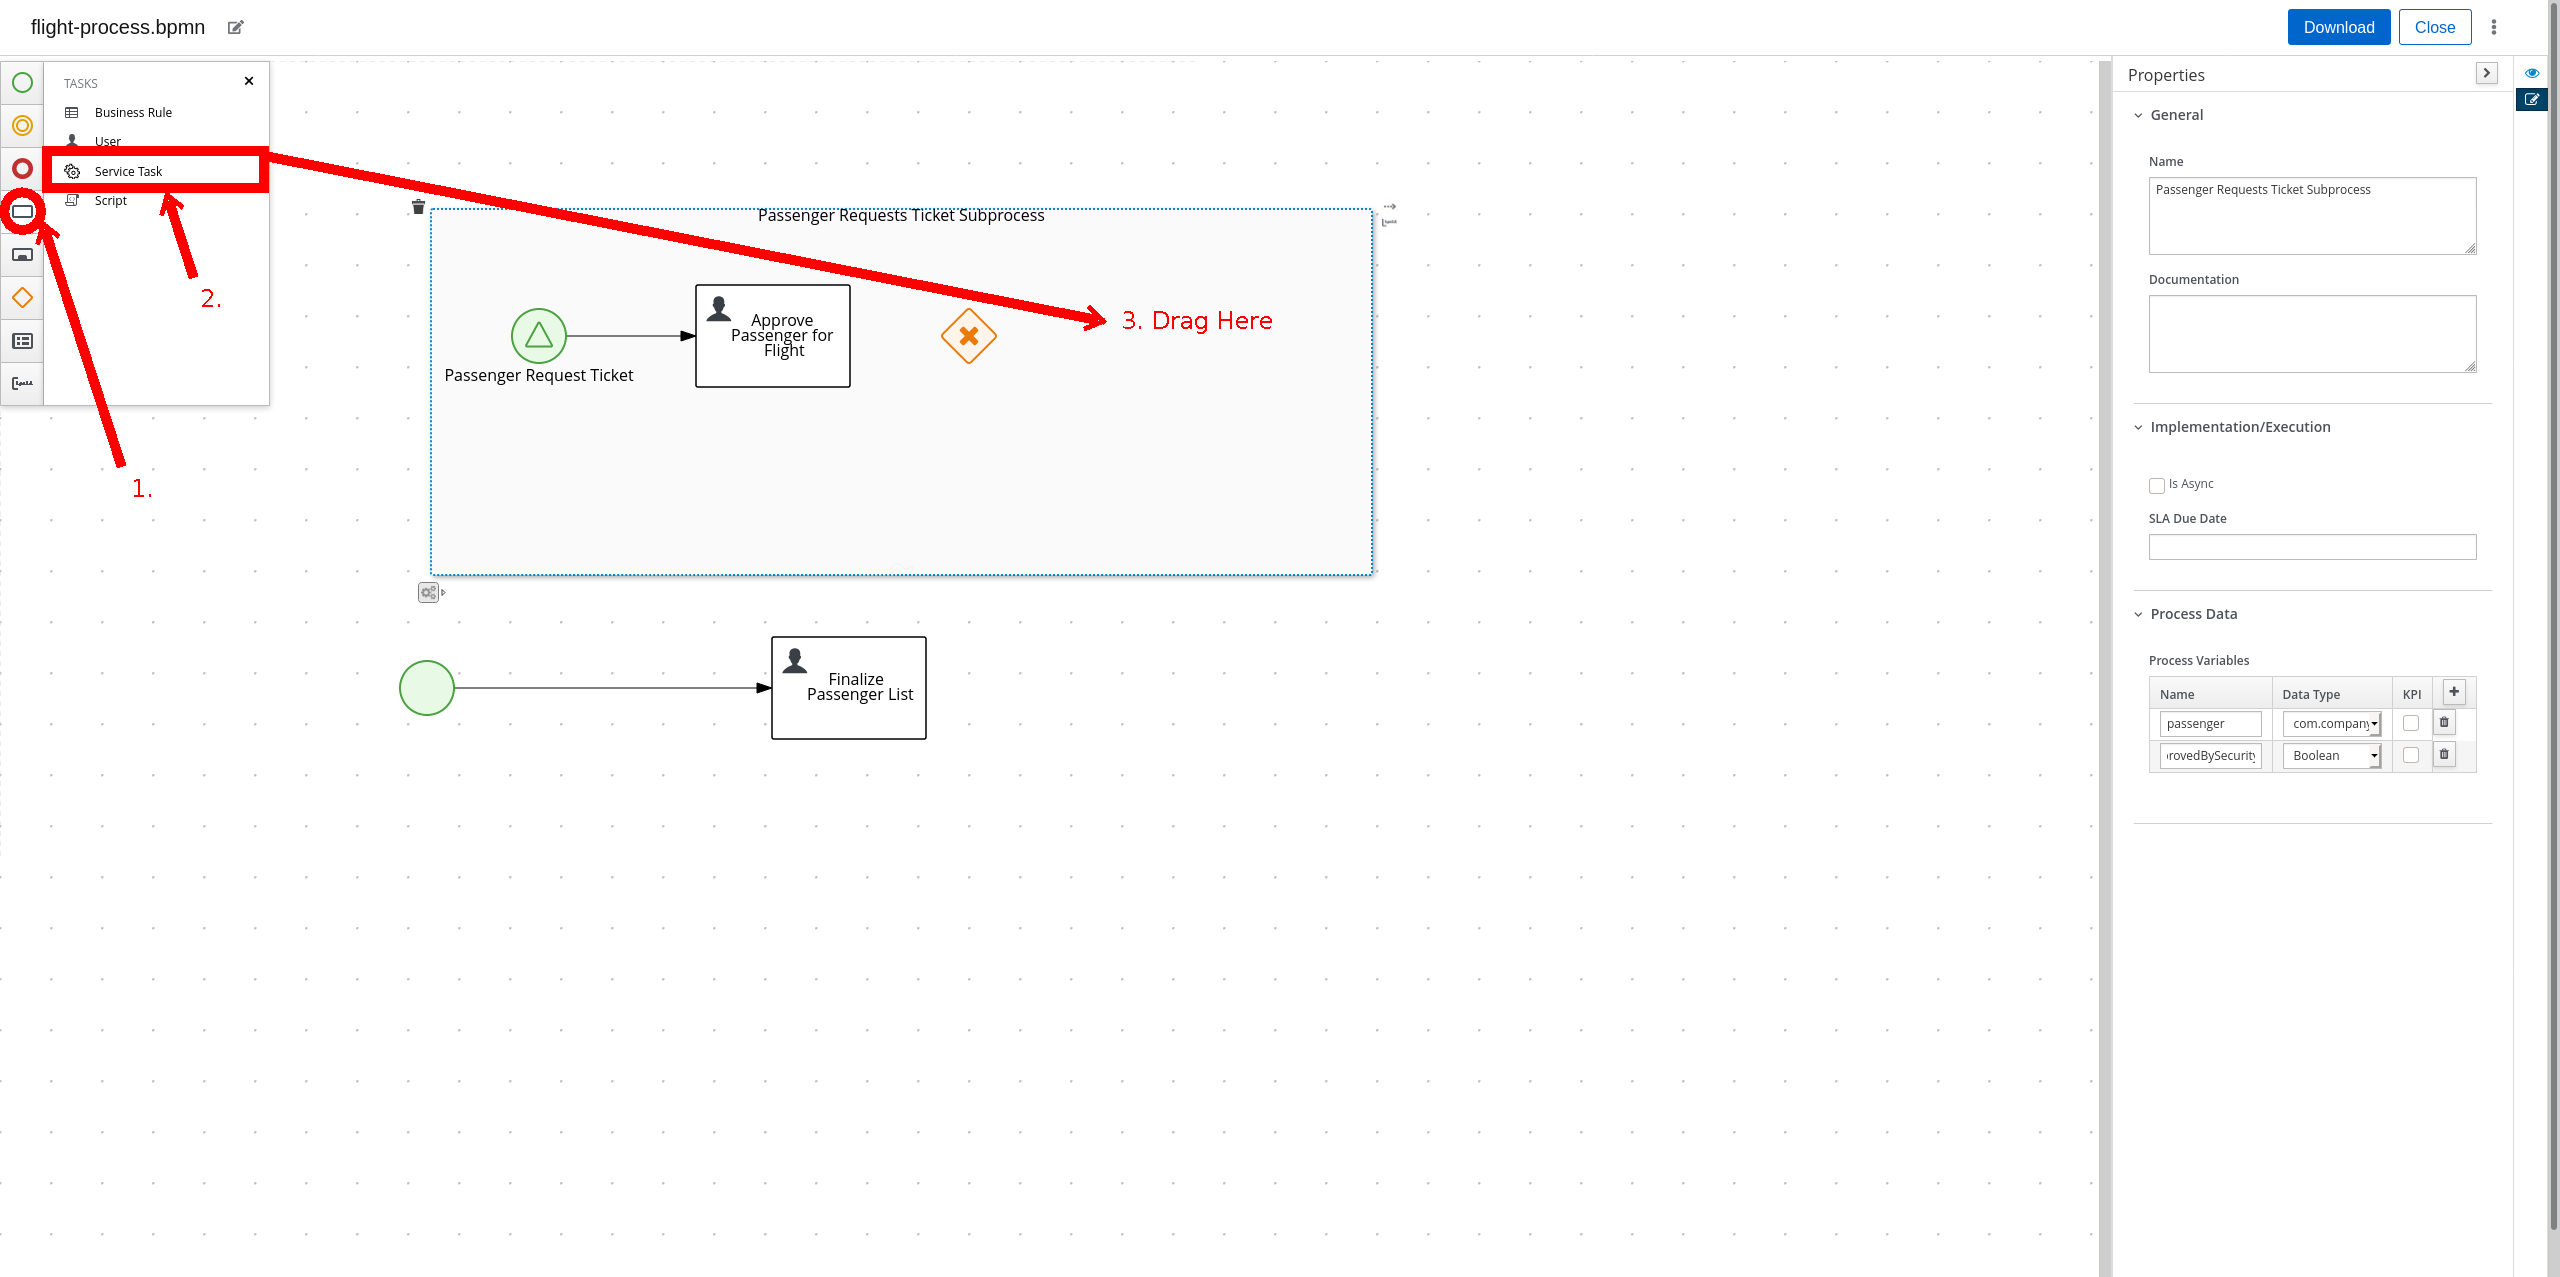 flight-process.bpmn
Download
Close
TASKS
Business Rule
User
Service Task
Script
1.
2.
3. Drag Here
Passenger Requests Ticket Subprocess
Passenger Request Ticket
Approve
Passenger for
Flight
Finalize
Passenger List
Properties
General
Name
Passenger Requests Ticket Subprocess
Documentation
Implementation/Execution
Is Async
SLA Due Date
Process Data
Process Variables
Name Data Type KPI
passenger com.company
rovedBySecurity Boolean